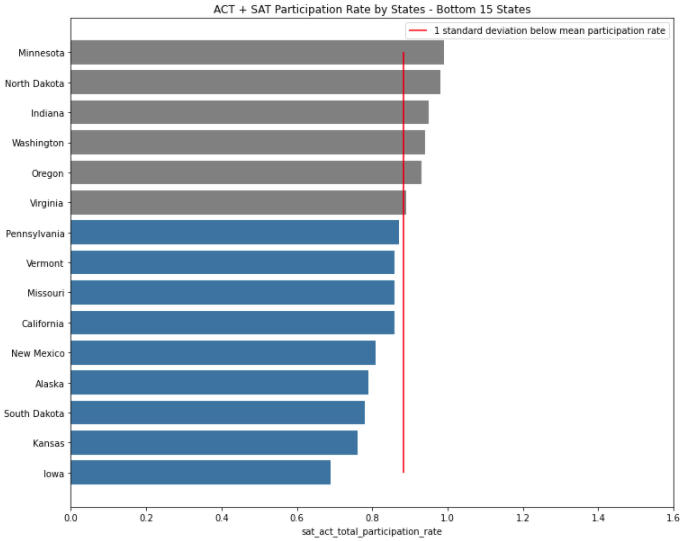 ACT + SAT Participation Rate by States - Bottom 15 States
1 standard deviation below mean participation rate
Minnesota
North Dakota
Indiana
Washington
Oregon
Virginia
Pennsylvania
Vermont
Missouri
California
New Mexico
Alaska
South Dakota
Kansas
Iowa
0.0 0.2 0.4 0.6 0.8 1.0 1.2 1.4 1.6
sat_act_total_participation_rate